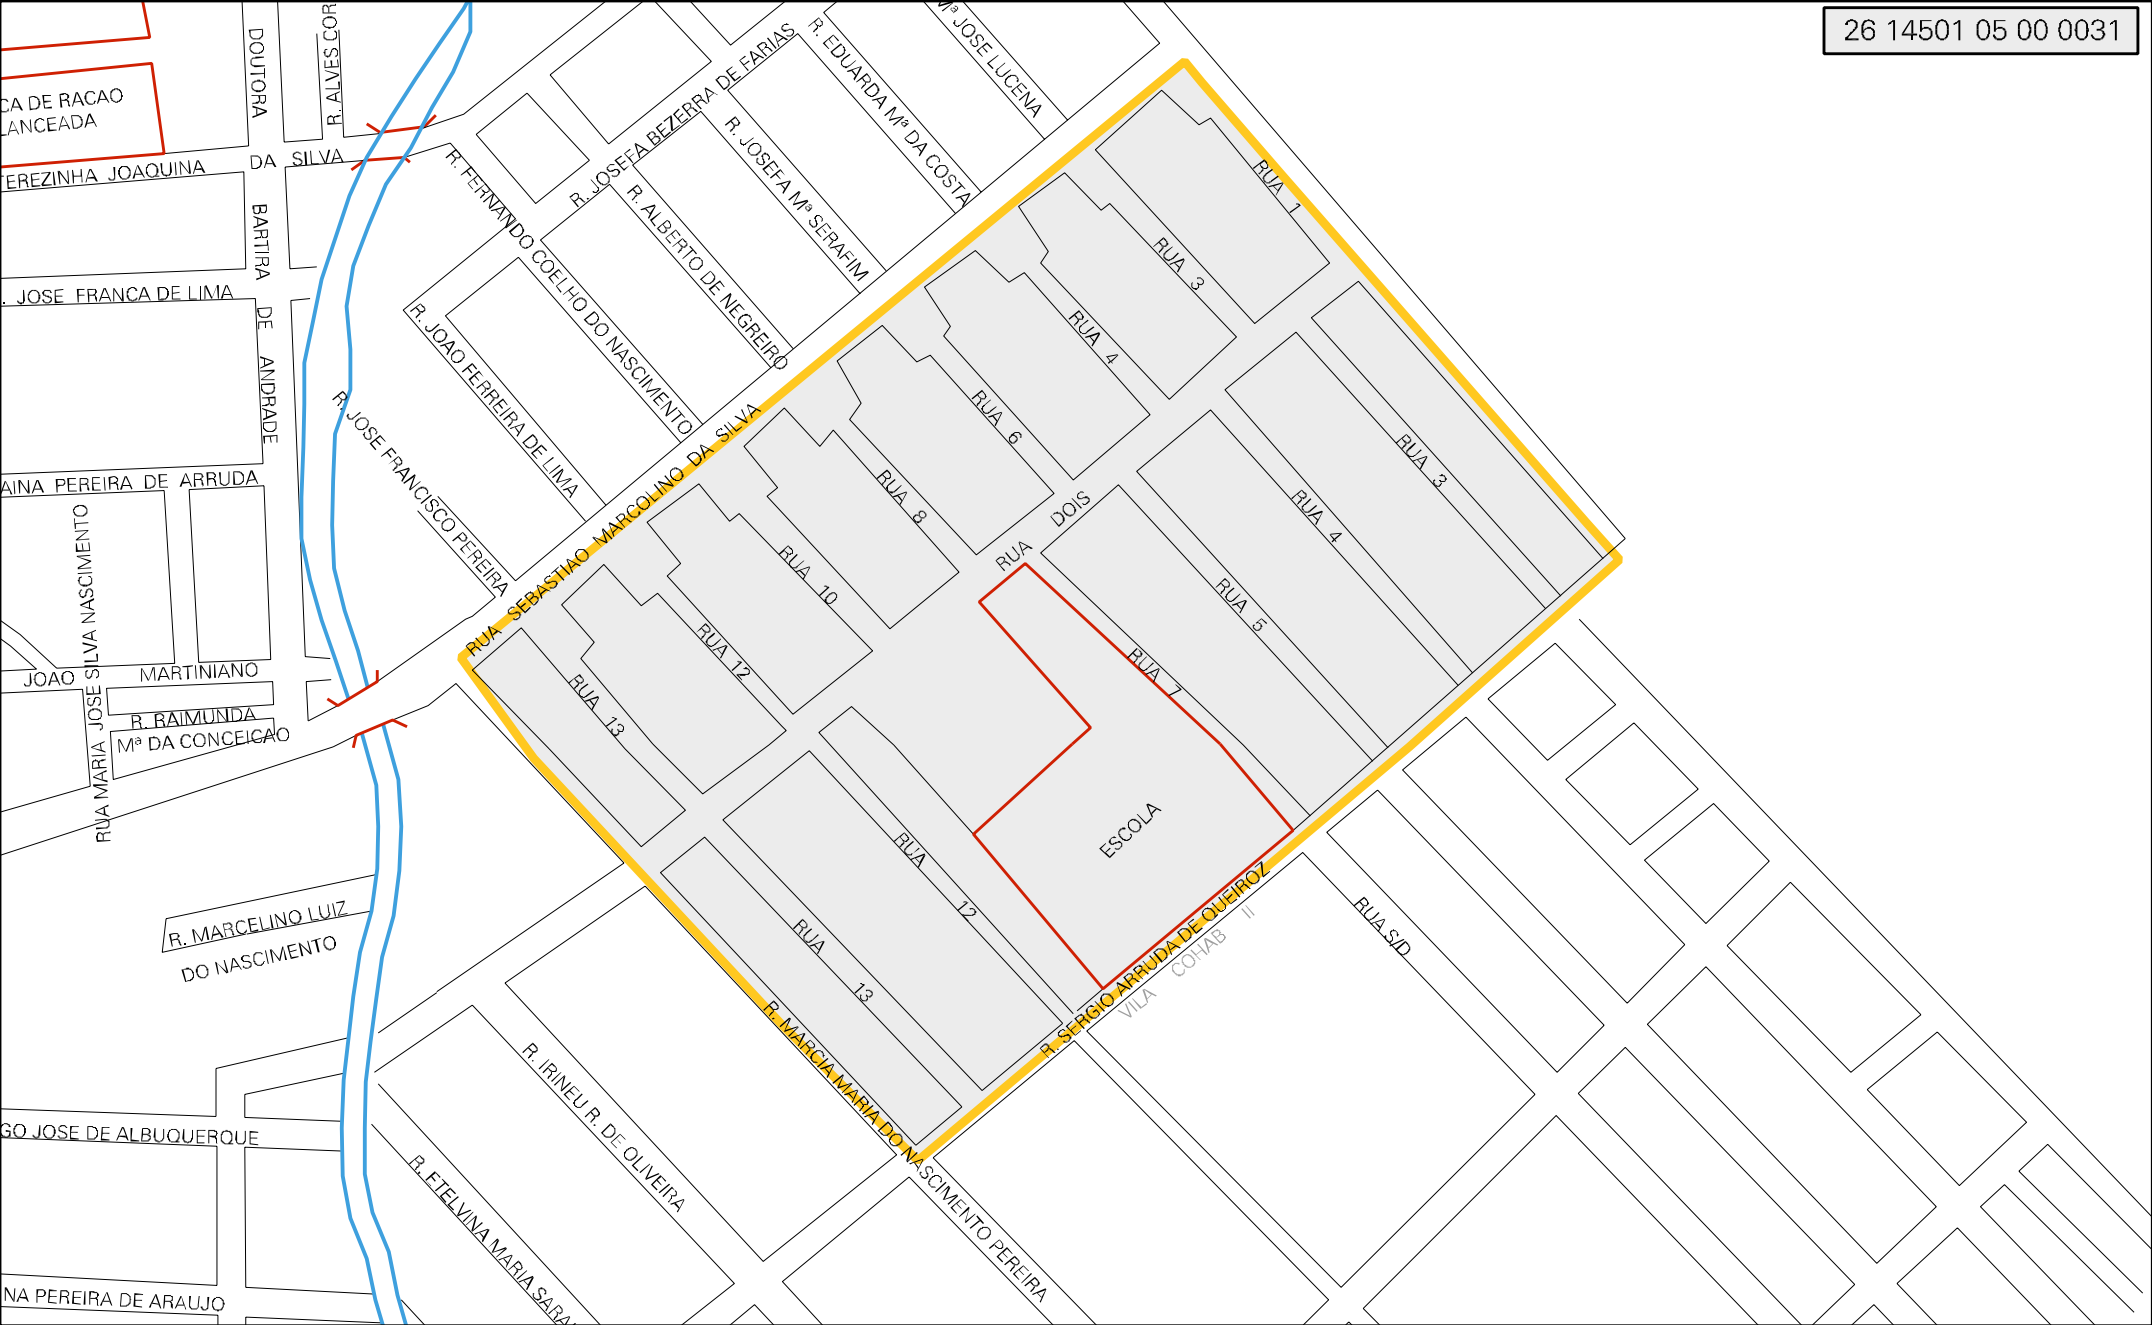 26 14501 05 00 0031
DOUTORA
R. ALVES COR
CA DE RACAO
LANCEADA
TEREZINHA JOAQUINA DA SILVA
BARTIRA
DE
ANDRADE
. JOSE FRANCA DE LIMA
AINA PEREIRA DE ARRUDA
RUA MARIA JOSE SILVA NASCIMENTO
JOAO MARTINIANO
R. RAIMUNDA
Mª DA CONCEICAO
R. MARCELINO LUIZ
DO NASCIMENTO
GO JOSE DE ALBUQUERQUE
NA PEREIRA DE ARAUJO
Mª JOSE LUCENA
R. EDUARDA Mª DA COSTA
R. JOSEFA BEZERRA DE FARIAS
R. JOSEFA Mª SERAFIM
R. ALBERTO DE NEGREIRO
R. FERNANDO COELHO DO NASCIMENTO
R. JOAO FERREIRA DE LIMA
R. JOSE FRANCISCO PEREIRA
RUA SEBASTIAO MARCOLINO DA SILVA
RUA 1
RUA 3
RUA 4
RUA 6
RUA 8
RUA 10
RUA 12
RUA 13
RUA DOIS
RUA 3
RUA 4
RUA 5
RUA 7
ESCOLA
RUA 12
RUA 13
R. SERGIO ARRUDA DE QUEIROZ
VILA COHAB II
RUA S/D
R. MARCIA MARIA DO NASCIMENTO PEREIRA
R. IRINEU R. DE OLIVEIRA
R. ETELVINA MARIA SARAI